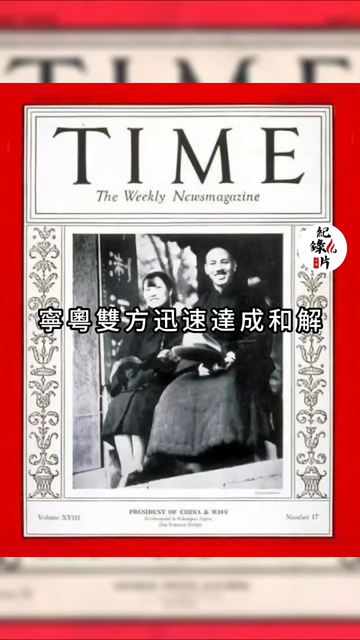 TIME
The Weekly Newsmagazine
紀
錄
片
寧粵雙方迅速達成和解
Volume XVIII
PRESIDENT OF CHINA & WIFE
Number 17